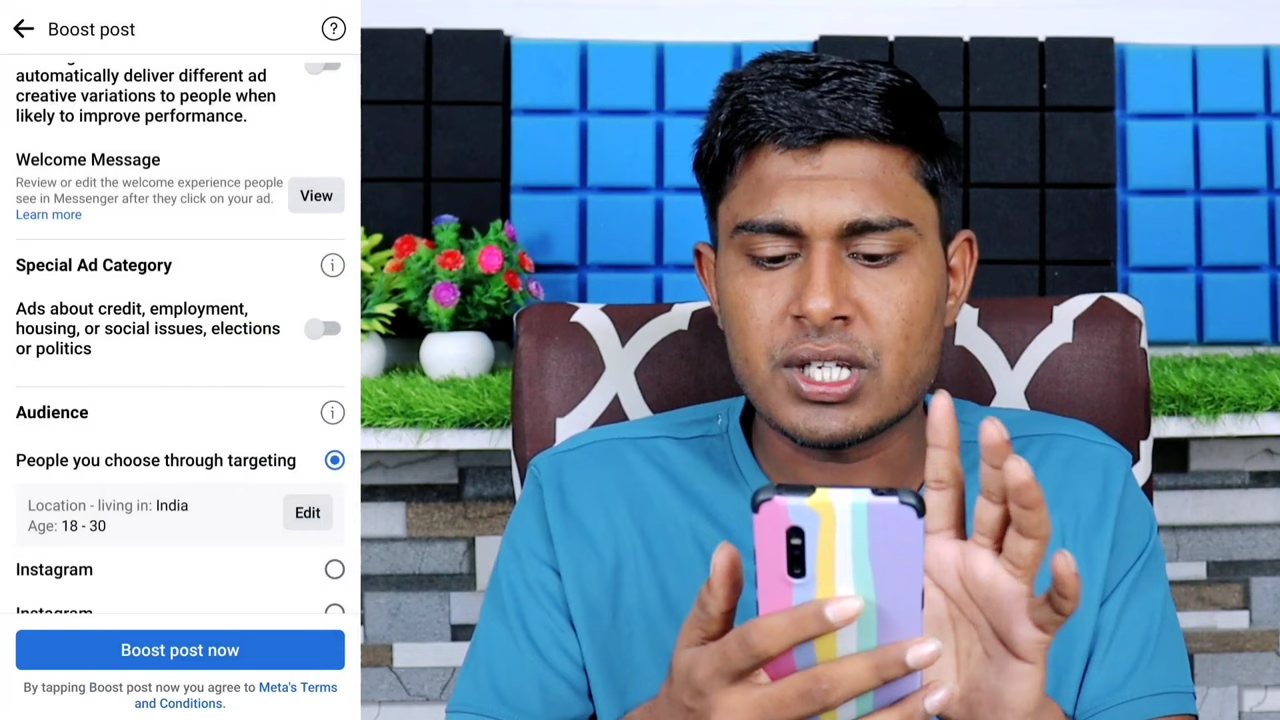 Boost post
?
automatically deliver different ad
creative variations to people when
likely to improve performance.
Welcome Message
Review or edit the welcome experience people
see in Messenger after they click on your ad.
Learn more
View
Special Ad Category
Ads about credit, employment,
housing, or social issues, elections
or politics
Audience
People you choose through targeting
Location - living in: India
Age: 18 - 30
Edit
Instagram
Instagram
Boost post now
By tapping Boost post now you agree to Meta's Terms
and Conditions.